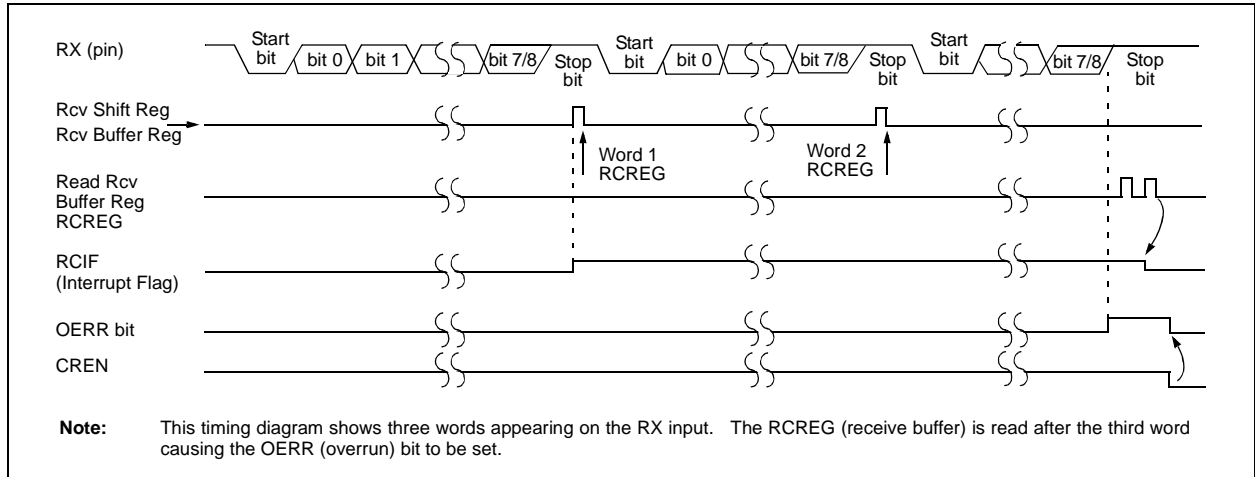 RX (pin)
Start bit
bit 0
bit 1
bit 7/8
Stop bit
Start bit
bit 0
bit 7/8
Stop bit
Start bit
bit 7/8
Stop bit
Rcv Shift Reg
Rcv Buffer Reg
Word 1
RCREG
Word 2
RCREG
Read Rcv
Buffer Reg
RCREG
RCIF
(Interrupt Flag)
OERR bit
CREN
Note: This timing diagram shows three words appearing on the RX input. The RCREG (receive buffer) is read after the third word
causing the OERR (overrun) bit to be set.